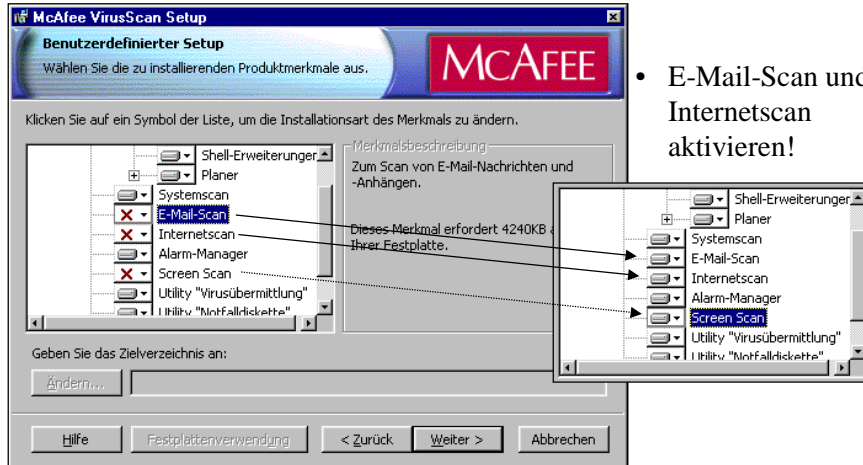 McAfee VirusScan Setup
Benutzerdefinierter Setup
Wählen Sie die zu installierenden Produktmerkmale aus.
MCAFEE
Klicken Sie auf ein Symbol der Liste, um die Installationsart des Merkmals zu ändern.
Shell-Erweiterunger
Planer
Systemscan
E-Mail-Scan
Internetscan
Alarm-Manager
Screen Scan
Utility "Virusübermittlung"
Utility "Notfalldiskette"
Merkmalsbeschreibung
Zum Scan von E-Mail-Nachrichten und
-Anhängen.
Dieses Merkmal erfordert 4240KB a
Ihrer Festplatte.
Geben Sie das Zielverzeichnis an:
Ändern...
Hilfe
Festplattenverwendung
< Zurück
Weiter >
Abbrechen
• E-Mail-Scan und
Internetscan
aktivieren!
Shell-Erweiterunger
Planer
Systemscan
E-Mail-Scan
Internetscan
Alarm-Manager
Screen Scan
Utility "Virusübermittlung"
Utility "Notfalldiskette"